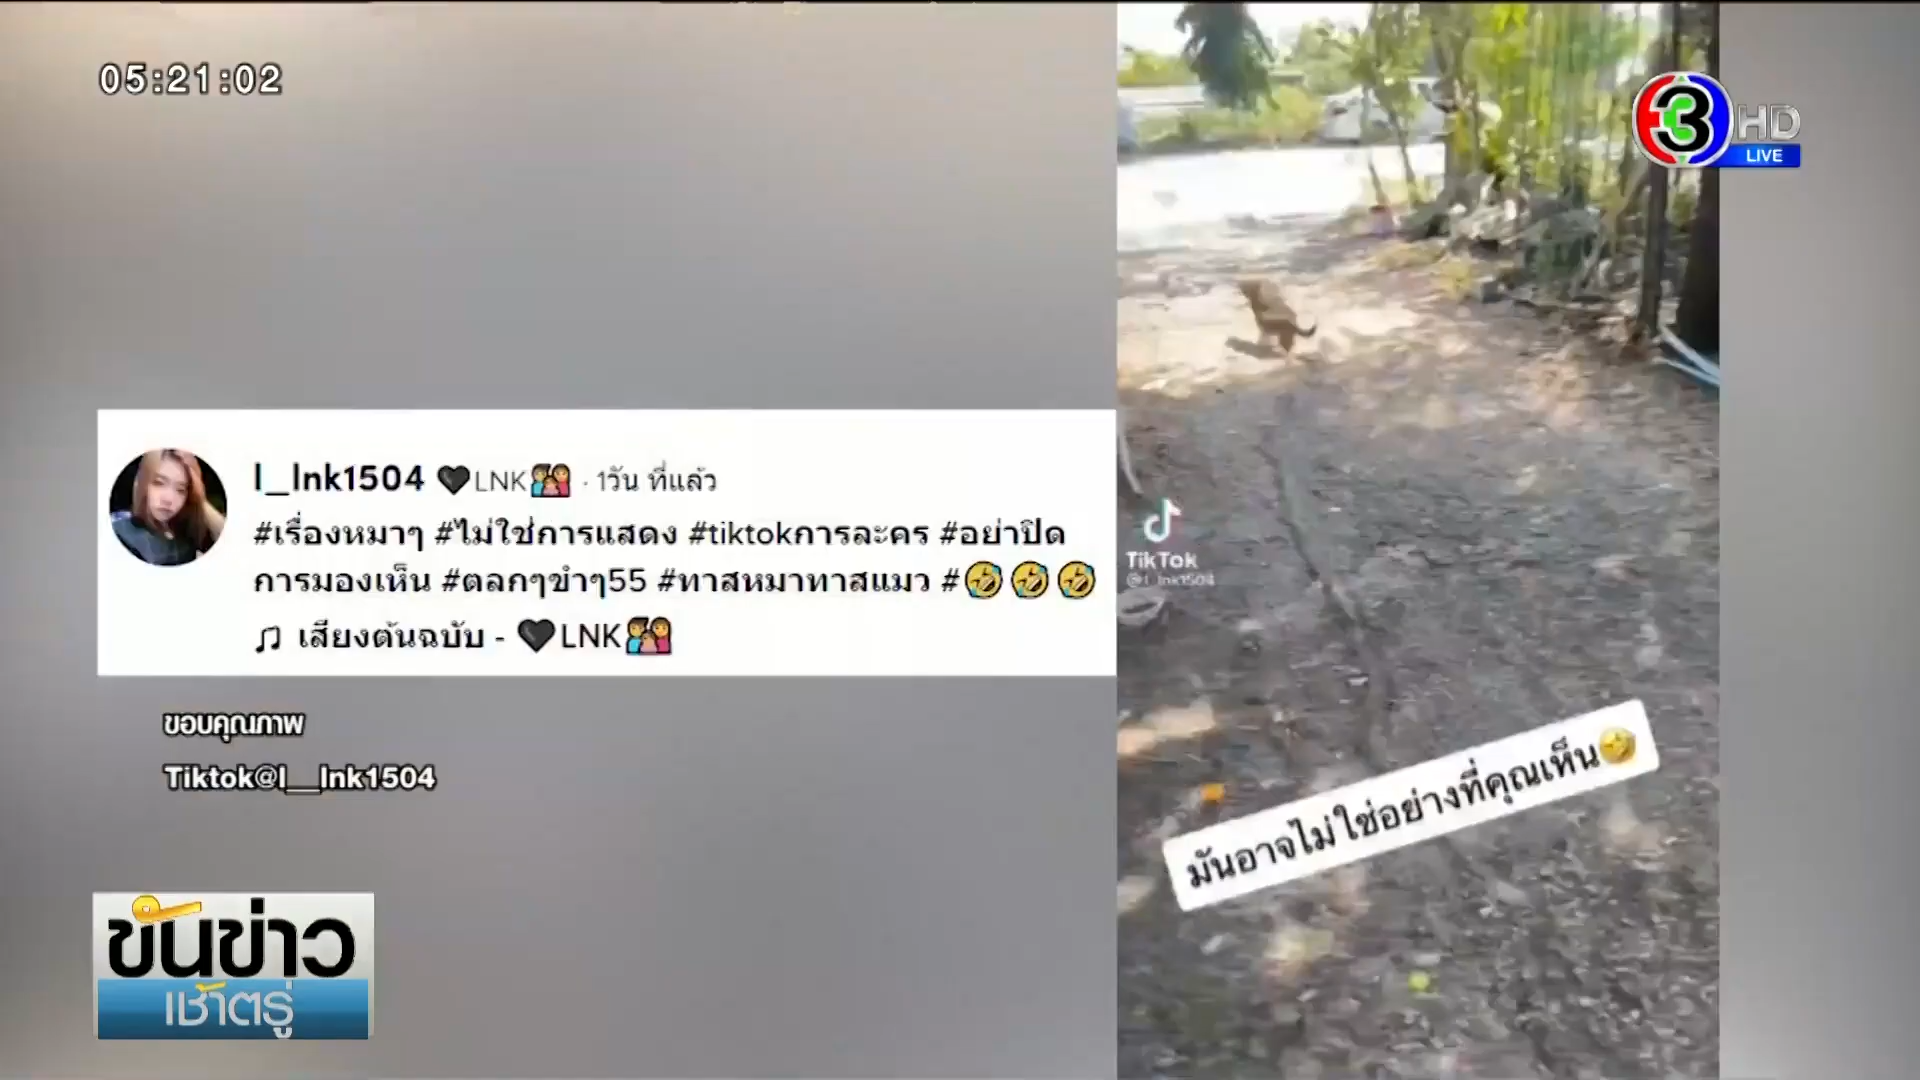 05:21:02
3 HD
LIVE
l_lnk1504 🖤LNK👨‍👩‍👧 · 1วัน ที่แล้ว
#เรื่องหมาๆ #ไม่ใช่การแสดง #tiktokการละคร #อย่าปิด
การมองเห็น #ตลกๆขำๆ55 #ทาสหมาทาสแมว #🤣🤣🤣
♫ เสียงต้นฉบับ - 🖤LNK👨‍👩‍👧
TikTok
@l_lnk1504
ขอบคุณภาพ
Tiktok@l__lnk1504
มันอาจไม่ใช่อย่างที่คุณเห็น🤣
ขันข่าว
เช้าตรู่